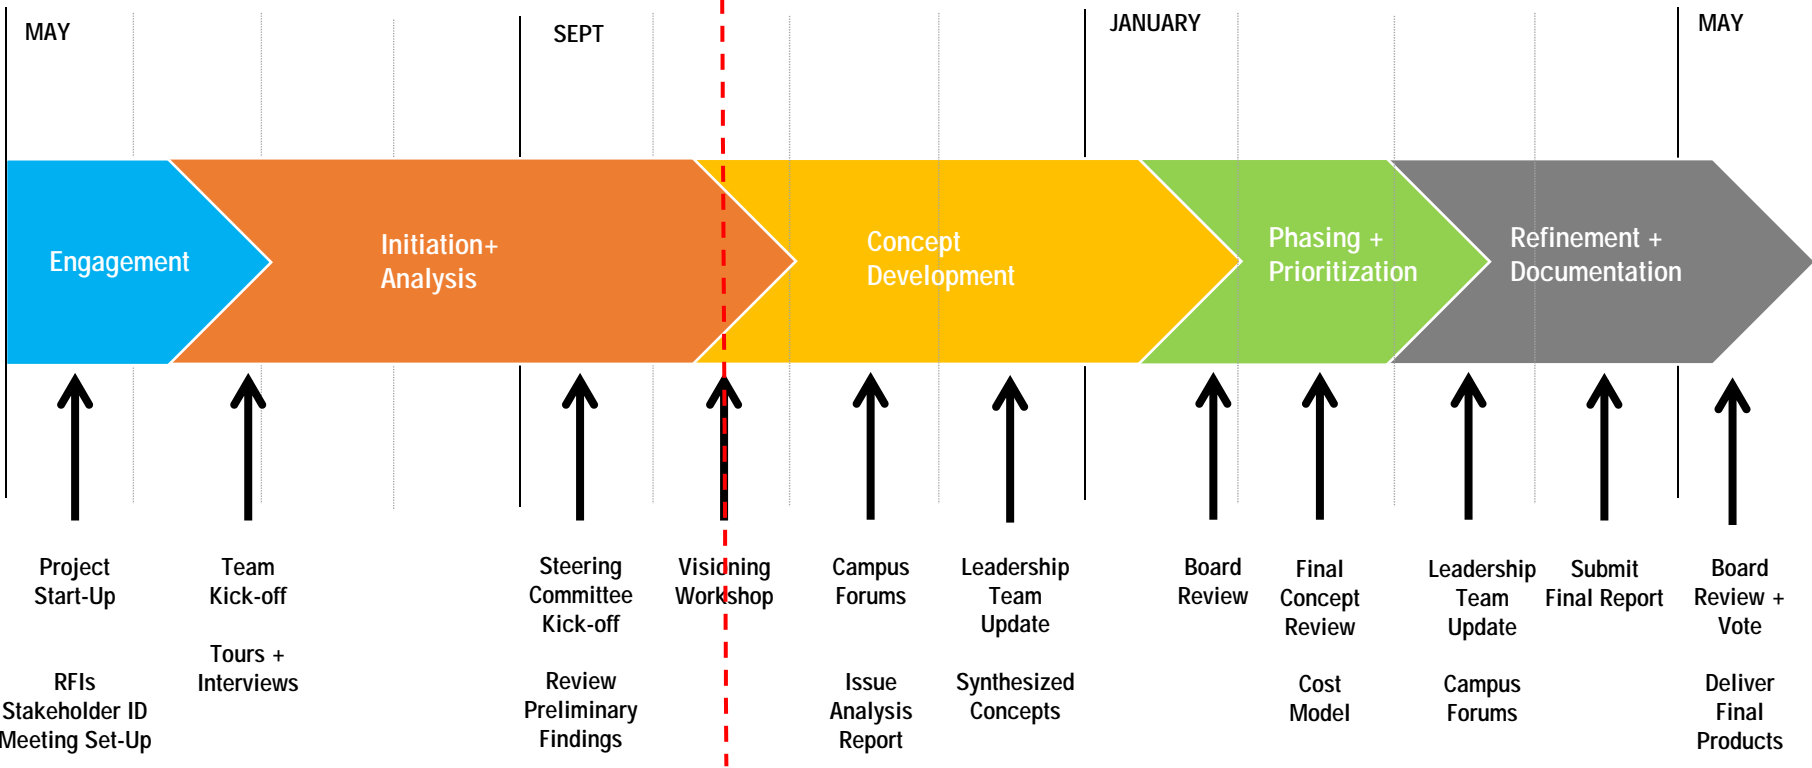 MAY
SEPT
JANUARY
MAY
Engagement
Initiation+
Analysis
Concept
Development
Phasing +
Prioritization
Refinement +
Documentation
Project
Start-Up
RFIs
Stakeholder ID
Meeting Set-Up
Team
Kick-off
Tours +
Interviews
Steering
Committee
Kick-off
Review
Preliminary
Findings
Visioning
Workshop
Campus
Forums
Issue
Analysis
Report
Leadership
Team
Update
Synthesized
Concepts
Board
Review
Final
Concept
Review
Cost
Model
Leadership
Team
Update
Campus
Forums
Submit
Final Report
Board
Review +
Vote
Deliver
Final
Products